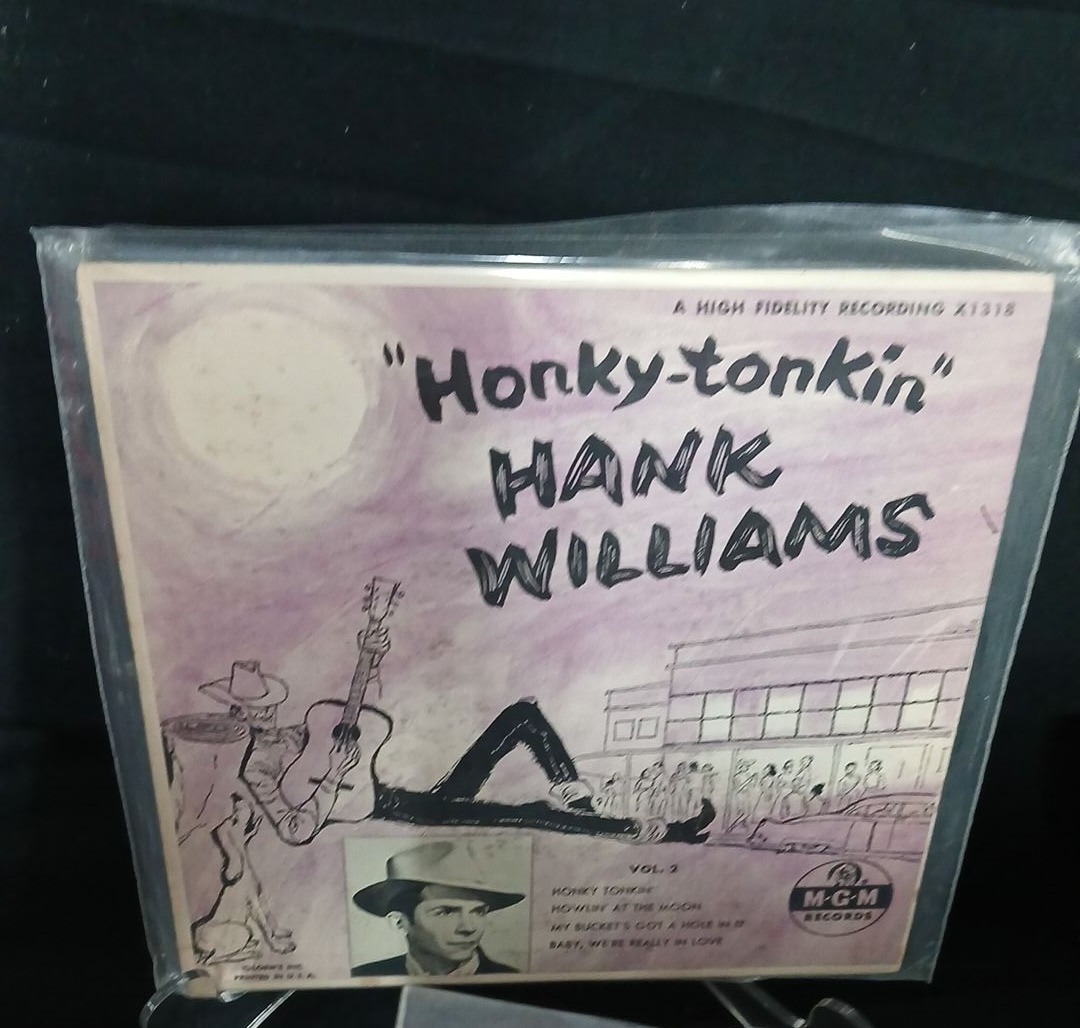 A HIGH FIDELITY RECORDING X1318
"Honky-tonkin"
HANK
WILLIAMS
VOL. 2
HONKY TONKIN'
HOWLIN' AT THE MOON
MY BUCKET'S GOT A HOLE IN IT
BABY, WE'RE REALLY IN LOVE
M-G-M
RECORDS
PRINTED IN U.S.A.